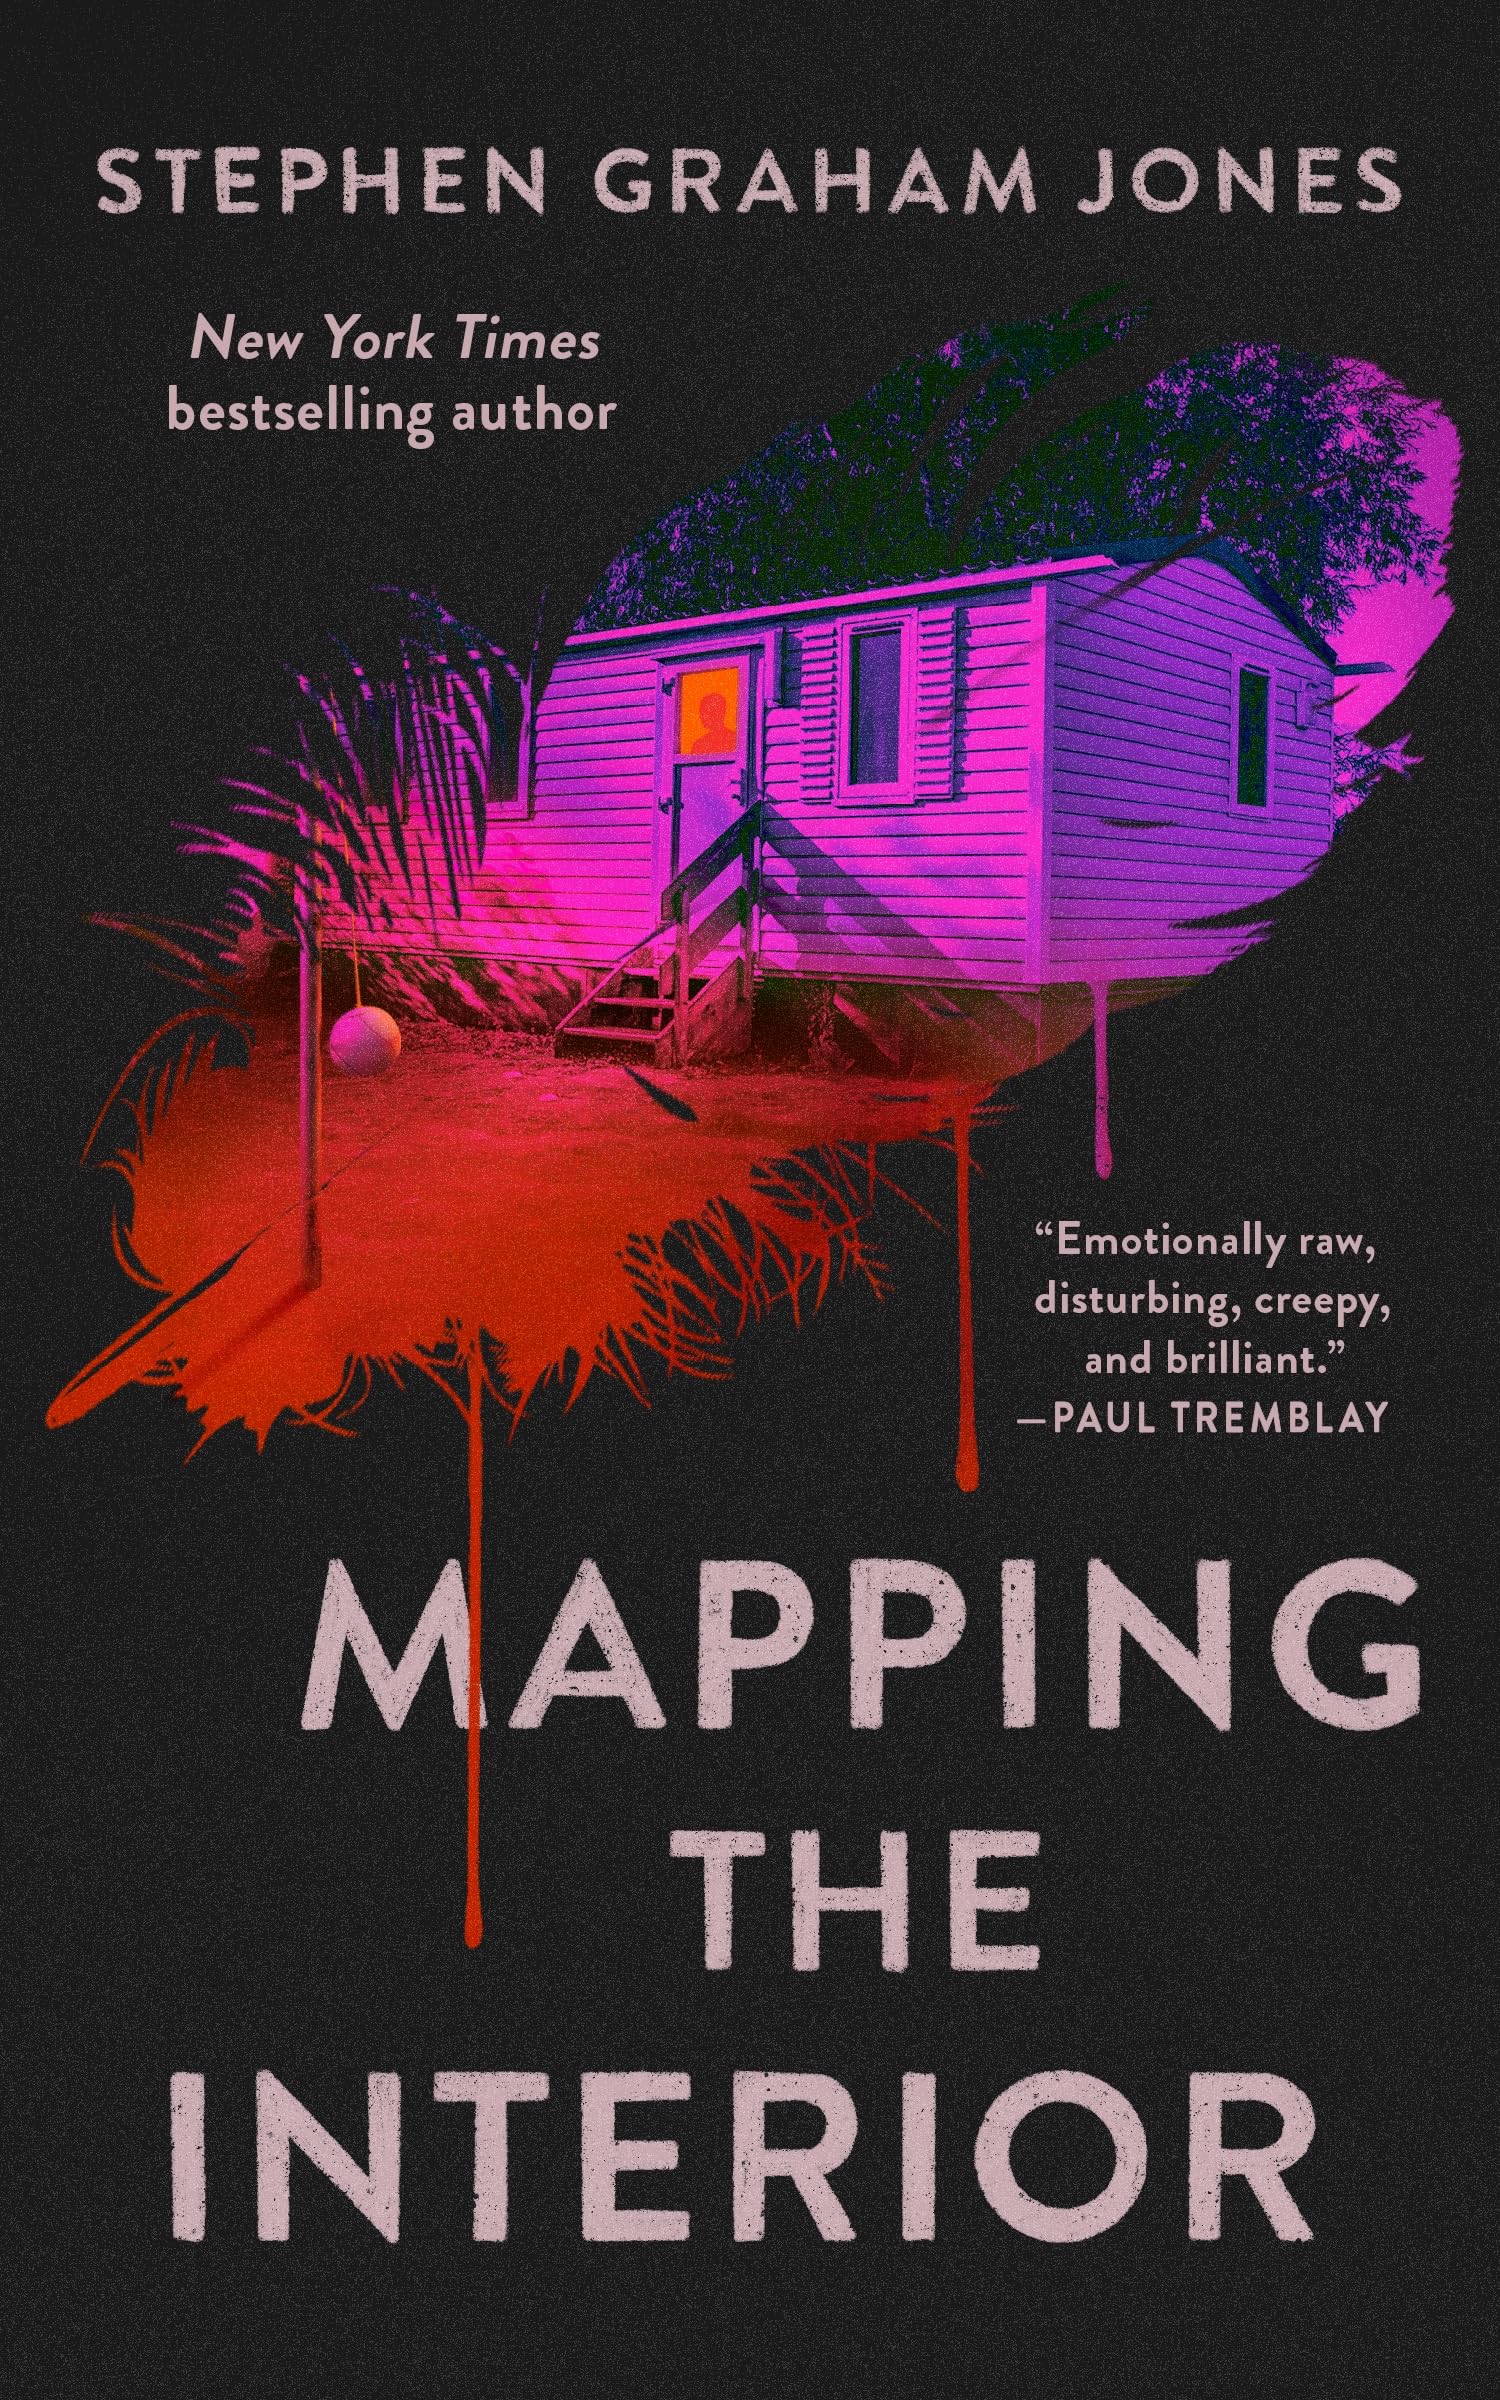 STEPHEN GRAHAM JONES
New York Times
bestselling author
“Emotionally raw,
disturbing, creepy,
and brilliant.”
—PAUL TREMBLAY
MAPPING
THE
INTERIOR